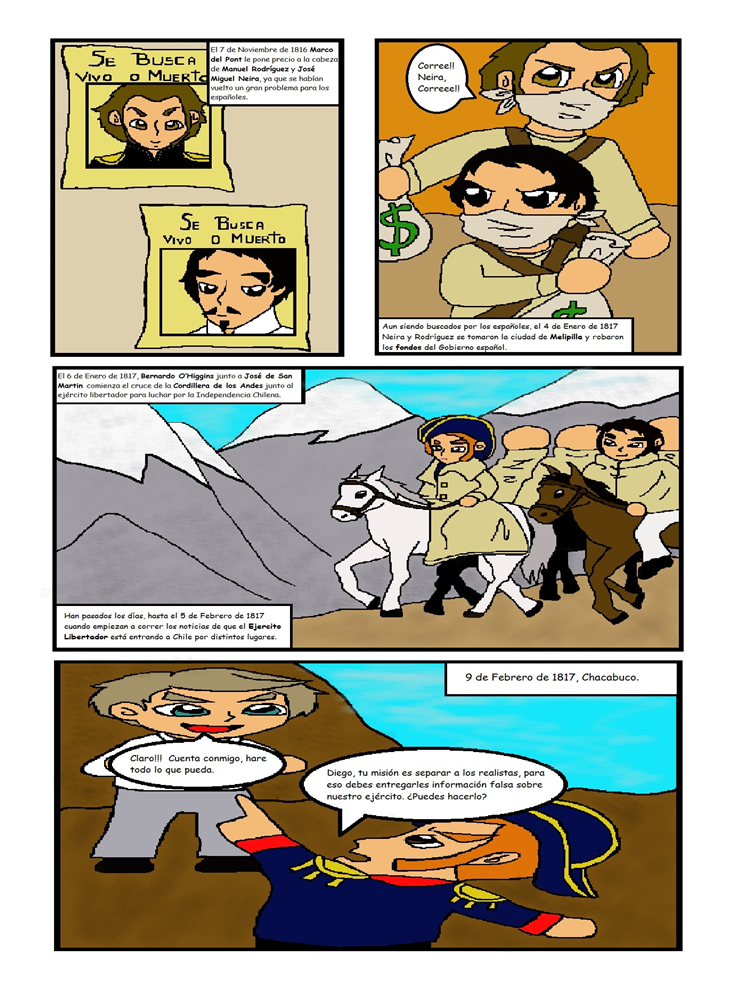 SE BUSCA
VIVO O MUERTO
El 7 de Noviembre de 1816 Marco
del Pont le pone precio a la cabeza
de Manuel Rodríguez y José
Miguel Neira, ya que se habían
vuelto un gran problema para los
españoles.
SE BUSCA
VIVO O MUERTO
Corree!!
Neira,
Correee!!
$
$
Aun siendo buscados por los españoles, el 4 de Enero de 1817
Neira y Rodríguez se tomaron la ciudad de Melipilla y robaron
los fondos del Gobierno español.
El 6 de Enero de 1817, Bernardo O'Higgins junto a José de San
Martin comienza el cruce de la Cordillera de los Andes junto al
ejército libertador para luchar por la Independencia Chilena.
Han pasados los días, hasta el 5 de Febrero de 1817
cuando empiezan a correr los noticias de que el Ejercito
Libertador está entrando a Chile por distintos lugares.
9 de Febrero de 1817, Chacabuco.
Claro!!! Cuenta conmigo, hare
todo lo que pueda.
Diego, tu misión es separar a los realistas, para
eso debes entregarles información falsa sobre
nuestro ejército. ¿Puedes hacerlo?